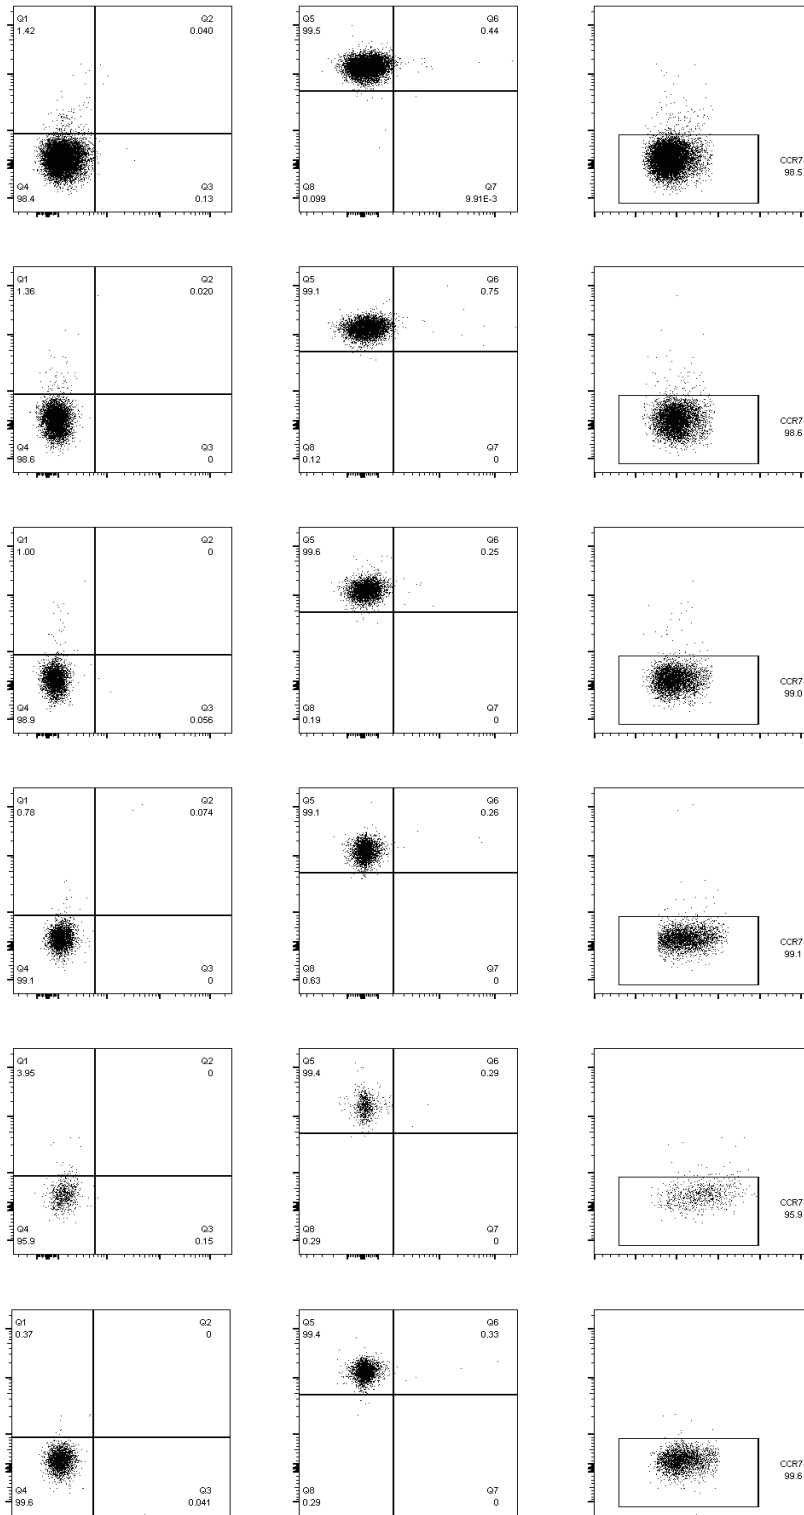 Q1 Q2 Q5 Q6
1.42 0.040 99.5 0.44
CCR7-
98.5
Q4 Q3 Q8 Q7
98.4 0.13 0.099 9.91E-3
Q1 Q2 Q5 Q6
1.36 0.020 99.1 0.75
CCR7-
98.6
Q4 Q3 Q8 Q7
98.6 0 0.12 0
Q1 Q2 Q5 Q6
1.00 0 99.6 0.25
CCR7-
99.0
Q4 Q3 Q8 Q7
98.9 0.056 0.19 0
Q1 Q2 Q5 Q6
0.78 0.074 99.1 0.26
CCR7-
99.1
Q4 Q3 Q8 Q7
99.1 0 0.63 0
Q1 Q2 Q5 Q6
3.95 0 99.4 0.29
CCR7-
95.9
Q4 Q3 Q8 Q7
95.9 0.15 0.29 0
Q1 Q2 Q5 Q6
0.37 0 99.4 0.33
CCR7-
99.6
Q4 Q3 Q8 Q7
99.6 0.041 0.29 0